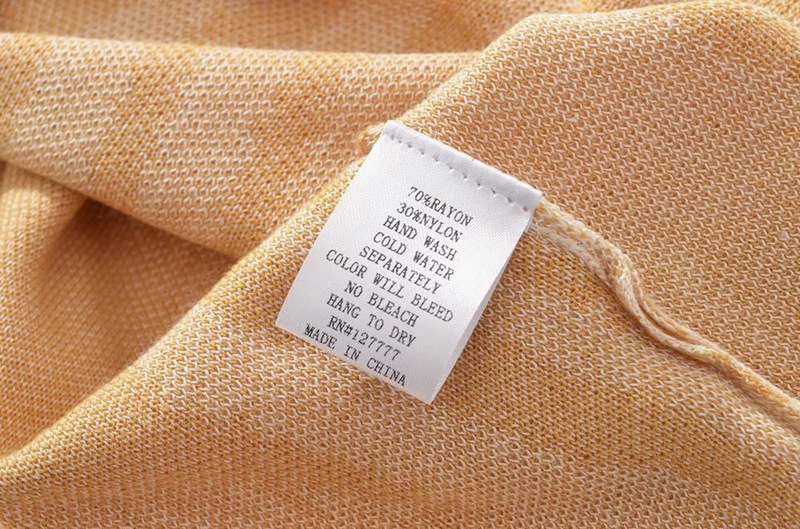 70%RAYON
30%NYLON
HAND WASH
COLD WATER
SEPARATELY
COLOR WILL BLEED
NO BLEACH
HANG TO DRY
RN#127777
MADE IN CHINA